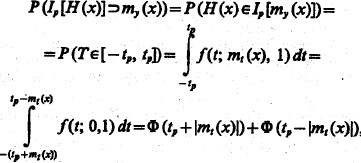 P(I_p[H(x)]⊃m_y(x))=P(H(x)∈I_p[m_y(x)])=
=P(T∈[-t_p, t_p])= ∫_{-t_p}^{t_p} f(t; m_t(x), 1) dt=
∫_{-(t_p+m_t(x))}^{t_p-m_t(x)} f(t; 0,1) dt=Φ(t_p+|m_t(x)|)+Φ(t_p-|m_t(x)|),